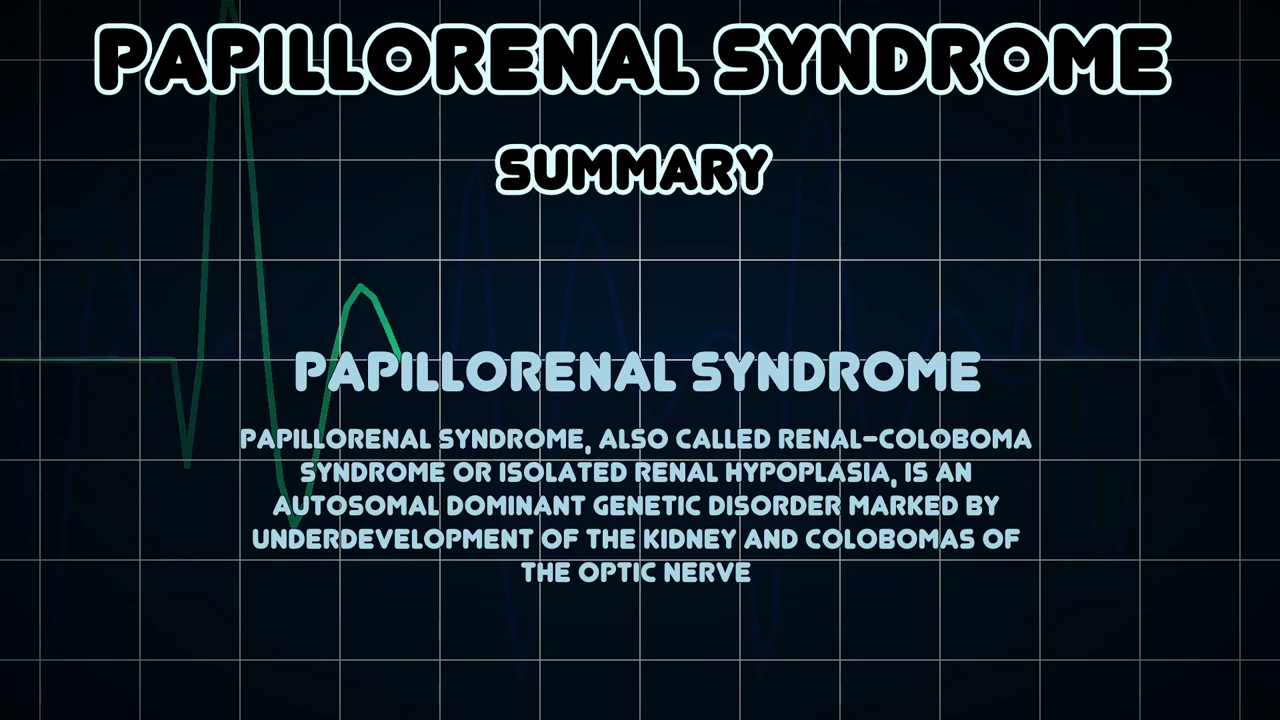 PAPILLORENAL SYNDROME
SUMMARY
PAPILLORENAL SYNDROME
PAPILLORENAL SYNDROME, ALSO CALLED RENAL-COLOBOMA
SYNDROME OR ISOLATED RENAL HYPOPLASIA, IS AN
AUTOSOMAL DOMINANT GENETIC DISORDER MARKED BY
UNDERDEVELOPMENT OF THE KIDNEY AND COLOBOMAS OF
THE OPTIC NERVE